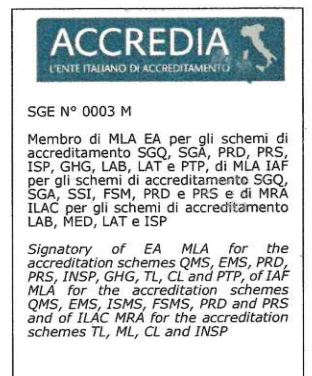 ACCREDIA
L'ENTE ITALIANO DI ACCREDITAMENTO
SGE N° 0003 M
Membro di MLA EA per gli schemi di
accreditamento SGQ, SGA, PRD, PRS,
ISP, GHG, LAB, LAT e PTP, di MLA IAF
per gli schemi di accreditamento SGQ,
SGA, SSI, FSM, PRD e PRS e di MRA
ILAC per gli schemi di accreditamento
LAB, MED, LAT e ISP
Signatory of EA MLA for the
accreditation schemes QMS, EMS, PRD,
PRS, INSP, GHG, TL, CL and PTP, of IAF
MLA for the accreditation schemes
QMS, EMS, ISMS, FSMS, PRD and PRS
and of ILAC MRA for the accreditation
schemes TL, ML, CL and INSP